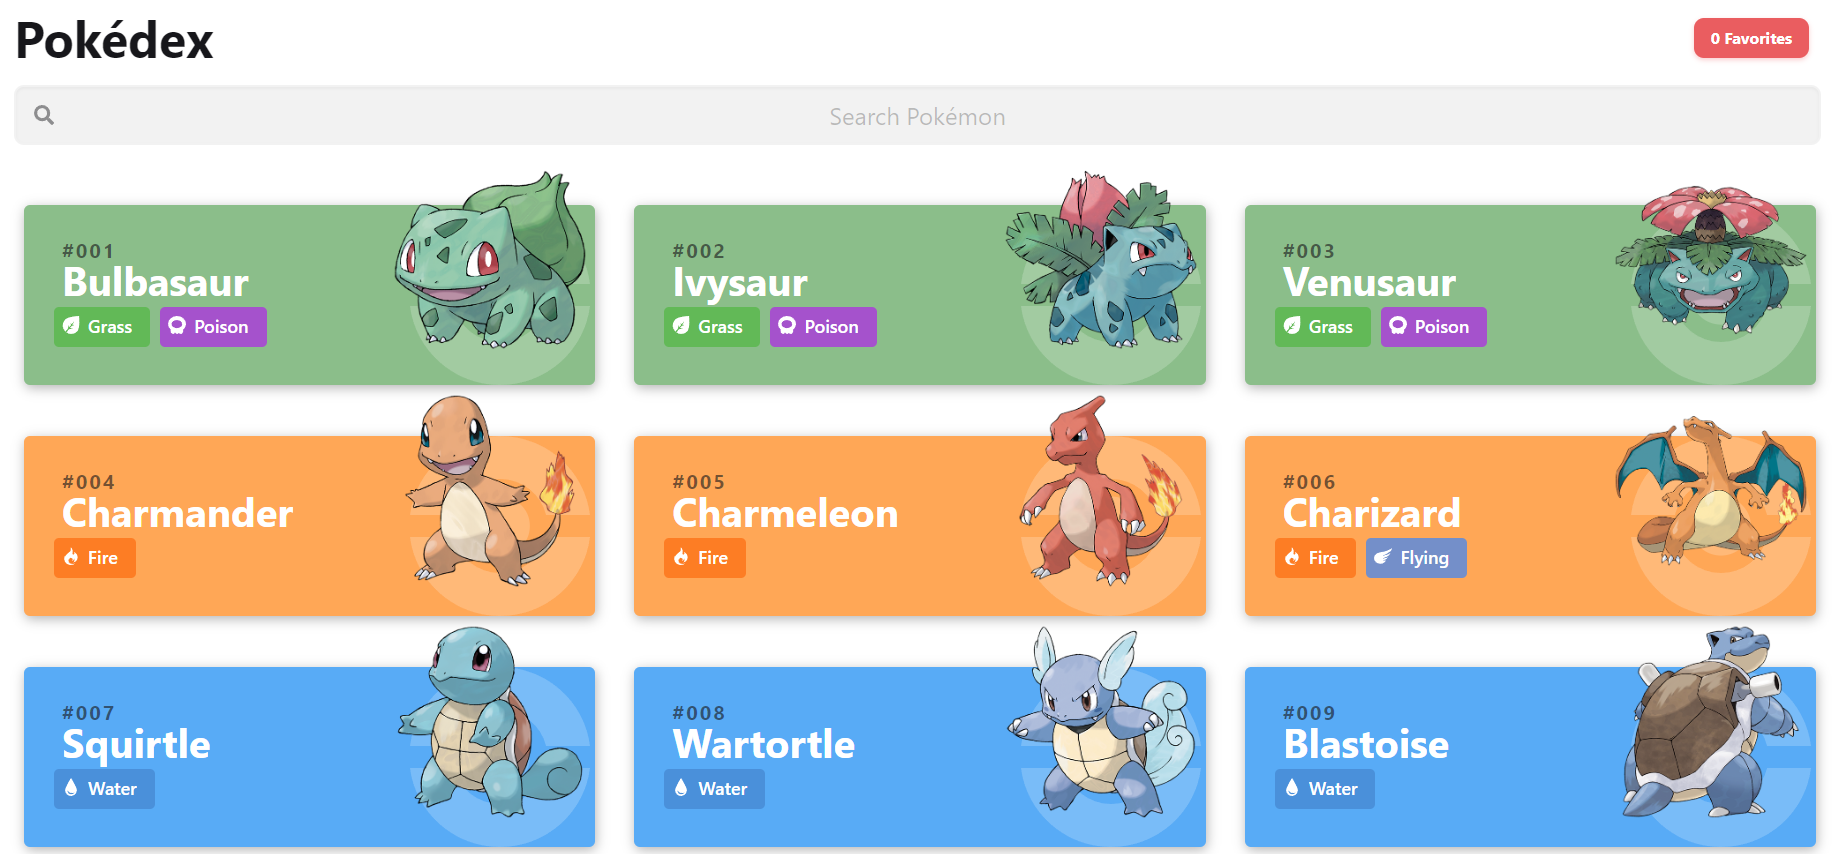 Pokédex
0 Favorites
Search Pokémon
#001
Bulbasaur
Grass Poison
#002
Ivysaur
Grass Poison
#003
Venusaur
Grass Poison
#004
Charmander
Fire
#005
Charmeleon
Fire
#006
Charizard
Fire Flying
#007
Squirtle
Water
#008
Wartortle
Water
#009
Blastoise
Water